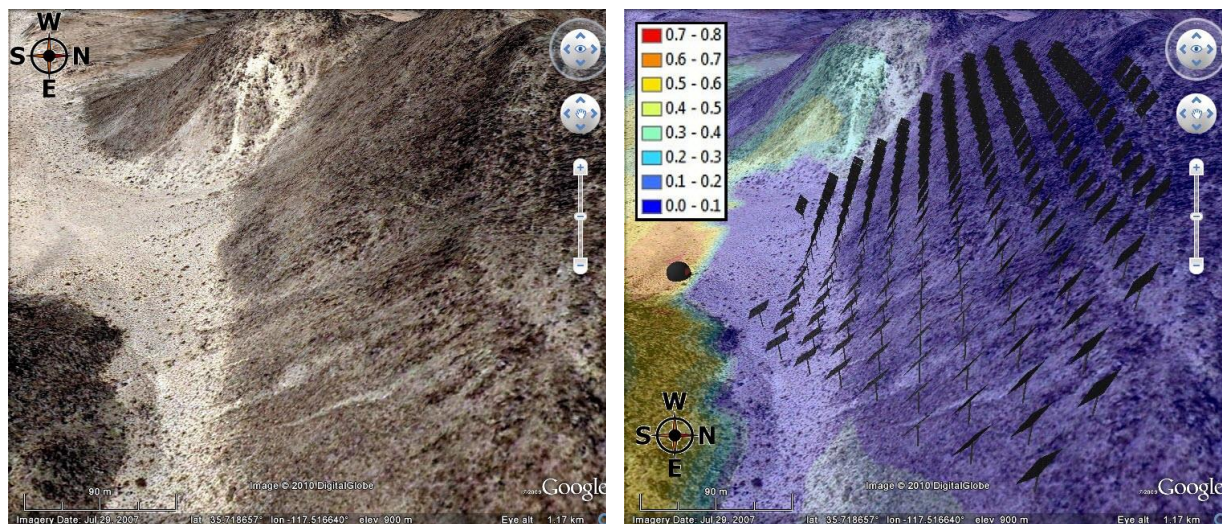 W
S N
E
Image © 2010 DigitalGlobe
©2009 Google
90 m
Imagery Date: Jul 29, 2007 lat 35.718657° lon -117.516640° elev 900 m Eye alt 1.17 km
0.7 - 0.8
0.6 - 0.7
0.5 - 0.6
0.4 - 0.5
0.3 - 0.4
0.2 - 0.3
0.1 - 0.2
0.0 - 0.1
W
S N
E
Image © 2010 DigitalGlobe
©2009 Google
90 m
Imagery Date: Jul 29, 2007 lat 35.718657° lon -117.516640° elev 900 m Eye alt 1.17 km